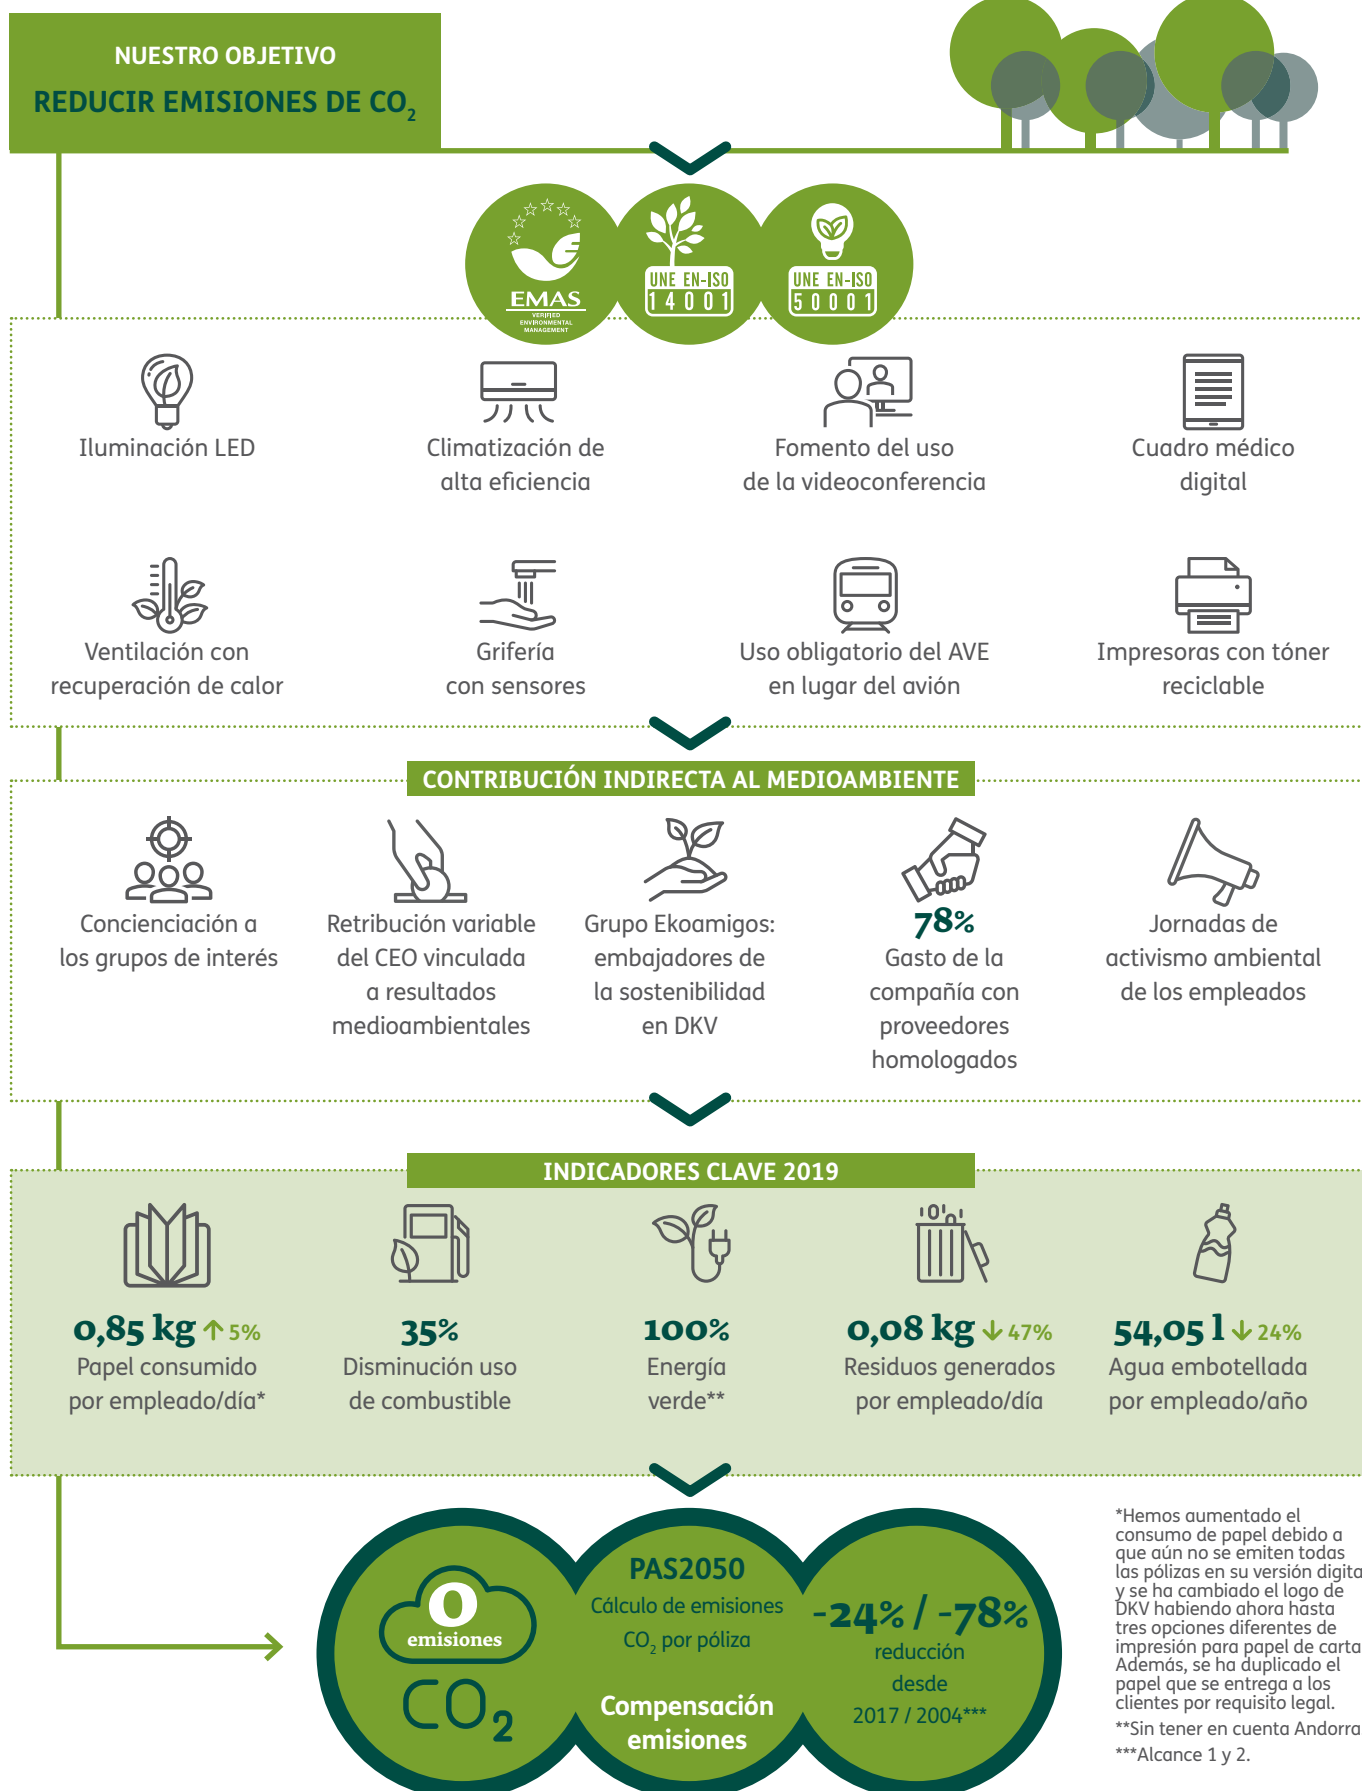 NUESTRO OBJETIVO
REDUCIR EMISIONES DE CO₂
EMAS
VERIFIED
ENVIRONMENTAL
MANAGEMENT
UNE EN-ISO
14001
UNE EN-ISO
50001
Iluminación LED
Climatización de
alta eficiencia
Fomento del uso
de la videoconferencia
Cuadro médico
digital
Ventilación con
recuperación de calor
Grifería
con sensores
Uso obligatorio del AVE
en lugar del avión
Impresoras con tóner
reciclable
CONTRIBUCIÓN INDIRECTA AL MEDIOAMBIENTE
Concienciación a
los grupos de interés
Retribución variable
del CEO vinculada
a resultados
medioambientales
Grupo Ekoamigos:
embajadores de
la sostenibilidad
en DKV
78%
Gasto de la
compañía con
proveedores
homologados
Jornadas de
activismo ambiental
de los empleados
INDICADORES CLAVE 2019
0,85 kg ↑ 5%
Papel consumido
por empleado/día*
35%
Disminución uso
de combustible
100%
Energía
verde**
0,08 kg ↓ 47%
Residuos generados
por empleado/día
54,05 l ↓ 24%
Agua embotellada
por empleado/año
0
emisiones
CO₂
PAS2050
Cálculo de emisiones
CO₂ por póliza
Compensación
emisiones
-24% / -78%
reducción
desde
2017 / 2004***
*Hemos aumentado el
consumo de papel debido a
que aún no se emiten todas
las pólizas en su versión digita
y se ha cambiado el logo de
DKV habiendo ahora hasta
tres opciones diferentes de
impresión para papel de carta
Además, se ha duplicado el
papel que se entrega a los
clientes por requisito legal.
**Sin tener en cuenta Andorra
***Alcance 1 y 2.